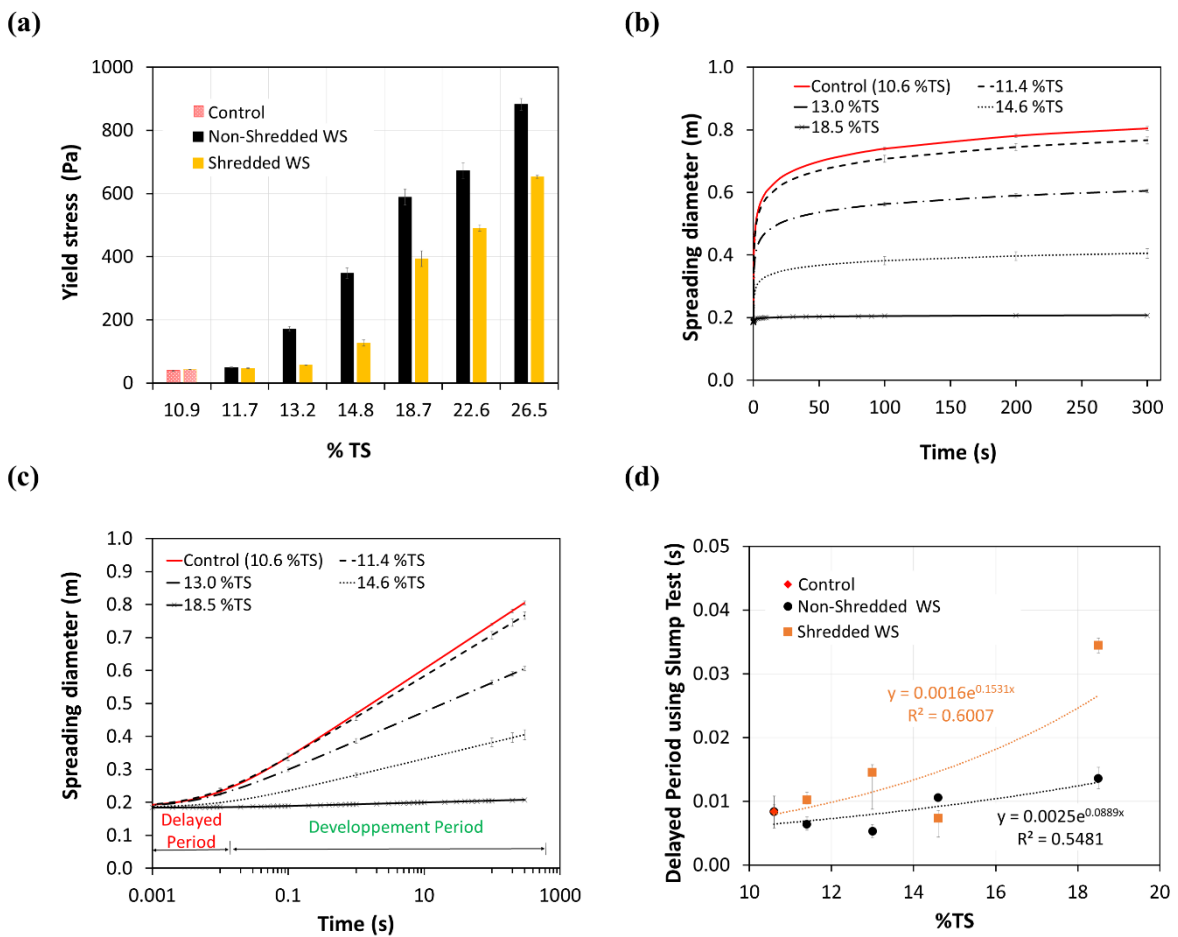 (a)
1000
800
600
400
200
0
Yield stress (Pa)
Control
Non-Shredded WS
Shredded WS
10.9 11.7 13.2 14.8 18.7 22.6 26.5
% TS
(b)
1.0
0.8
0.6
0.4
0.2
0.0
Spreading diameter (m)
Control (10.6 %TS) 11.4 %TS
13.0 %TS 14.6 %TS
18.5 %TS
0 50 100 150 200 250 300
Time (s)
(c)
1.0
0.9
0.8
0.7
0.6
0.5
0.4
0.3
0.2
0.1
0.0
Spreading diameter (m)
Control (10.6 %TS) 11.4 %TS
13.0 %TS 14.6 %TS
18.5 %TS
Delayed
Period
Developpement Period
0.001 0.1 10 1000
Time (s)
(d)
0.05
0.04
0.03
0.02
0.01
0.00
Delayed Period using Slump Test (s)
Control
Non-Shredded WS
Shredded WS
y = 0.0016e^0.1531x
R² = 0.6007
y = 0.0025e^0.0889x
R² = 0.5481
10 12 14 16 18 20
%TS